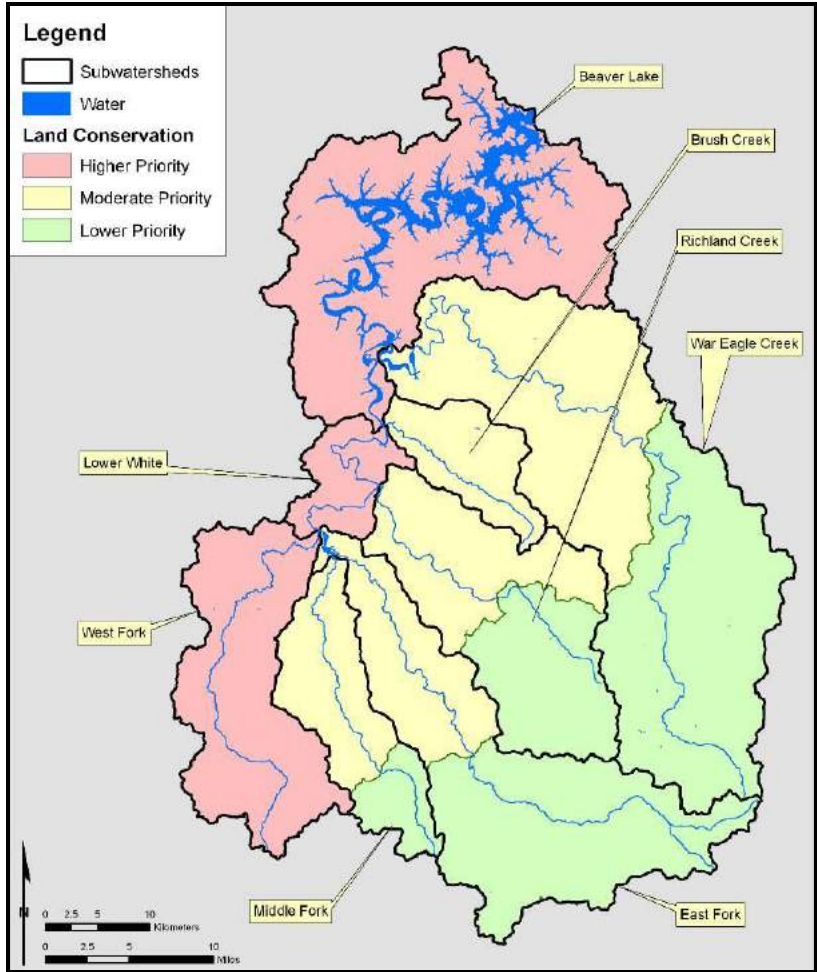 Legend
Subwatersheds
Water
Land Conservation
Higher Priority
Moderate Priority
Lower Priority
Beaver Lake
Brush Creek
Richland Creek
War Eagle Creek
Lower White
West Fork
Middle Fork
East Fork
N
0 2.5 5 10
Kilometers
0 2.5 5 10
Miles